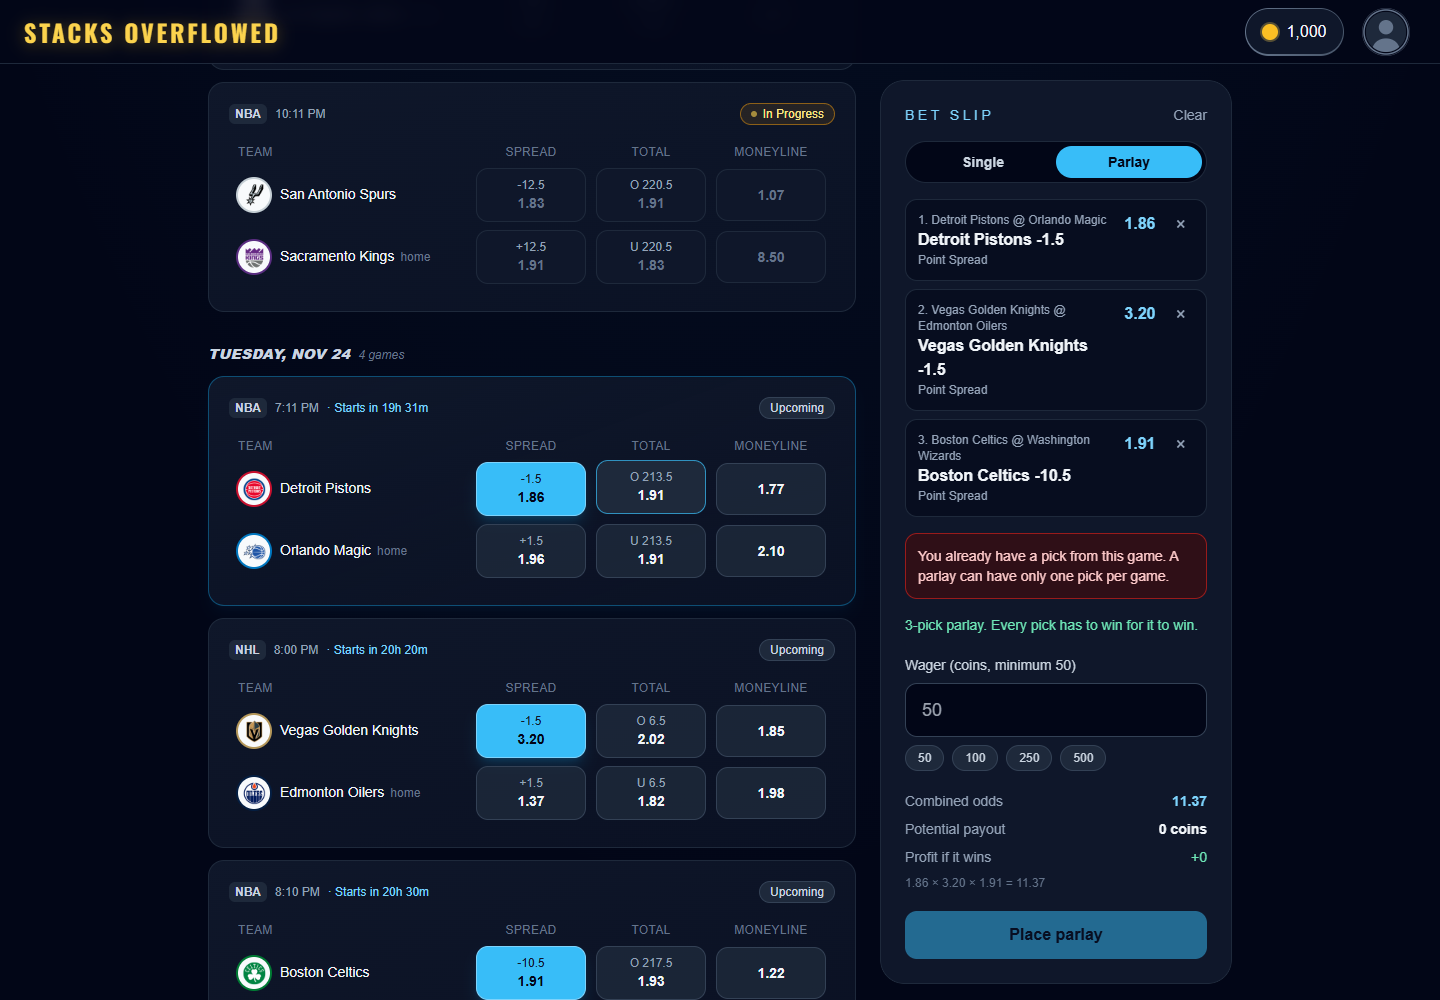 STACKS OVERFLOWED
1,000
NBA 10:11 PM In Progress
TEAM SPREAD TOTAL MONEYLINE
San Antonio Spurs -12.5 1.83 O 220.5 1.91 1.07
Sacramento Kings home +12.5 1.91 U 220.5 1.83 8.50
TUESDAY, NOV 24 4 games
NBA 7:11 PM · Starts in 19h 31m Upcoming
TEAM SPREAD TOTAL MONEYLINE
Detroit Pistons -1.5 1.86 O 213.5 1.91 1.77
Orlando Magic home +1.5 1.96 U 213.5 1.91 2.10
NHL 8:00 PM · Starts in 20h 20m Upcoming
TEAM SPREAD TOTAL MONEYLINE
Vegas Golden Knights -1.5 3.20 O 6.5 2.02 1.85
Edmonton Oilers home +1.5 1.37 U 6.5 1.82 1.98
NBA 8:10 PM · Starts in 20h 30m Upcoming
TEAM SPREAD TOTAL MONEYLINE
Boston Celtics -10.5 1.91 O 217.5 1.93 1.22
BET SLIP Clear
Single Parlay
1. Detroit Pistons @ Orlando Magic 1.86 ×
Detroit Pistons -1.5
Point Spread
2. Vegas Golden Knights @ 3.20 ×
Edmonton Oilers
Vegas Golden Knights
-1.5
Point Spread
3. Boston Celtics @ Washington 1.91 ×
Wizards
Boston Celtics -10.5
Point Spread
You already have a pick from this game. A
parlay can have only one pick per game.
3-pick parlay. Every pick has to win for it to win.
Wager (coins, minimum 50)
50
50 100 250 500
Combined odds 11.37
Potential payout 0 coins
Profit if it wins +0
1.86 × 3.20 × 1.91 = 11.37
Place parlay